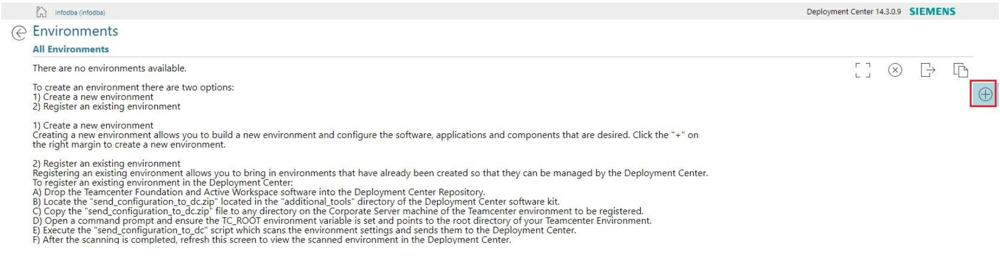 infodba (infodba)
Deployment Center 14.3.0.9 SIEMENS
Environments
All Environments
There are no environments available.
To create an environment there are two options:
1) Create a new environment
2) Register an existing environment
1) Create a new environment
Creating a new environment allows you to build a new environment and configure the software, applications and components that are desired. Click the "+" on
the right margin to create a new environment.
2) Register an existing environment
Registering an existing environment allows you to bring in environments that have already been created so that they can be managed by the Deployment Center.
To register an existing environment in the Deployment Center:
A) Drop the Teamcenter Foundation and Active Workspace software into the Deployment Center Repository.
B) Locate the "send_configuration_to_dc.zip" located in the "additional_tools" directory of the Deployment Center software kit.
C) Copy the "send_configuration_to_dc.zip" file to any directory on the Corporate Server machine of the Teamcenter environment to be registered.
D) Open a command prompt and ensure the TC_ROOT environment variable is set and points to the root directory of your Teamcenter Environment.
E) Execute the "send_configuration_to_dc" script which scans the environment settings and sends them to the Deployment Center.
F) After the scanning is completed, refresh this screen to view the scanned environment in the Deployment Center.